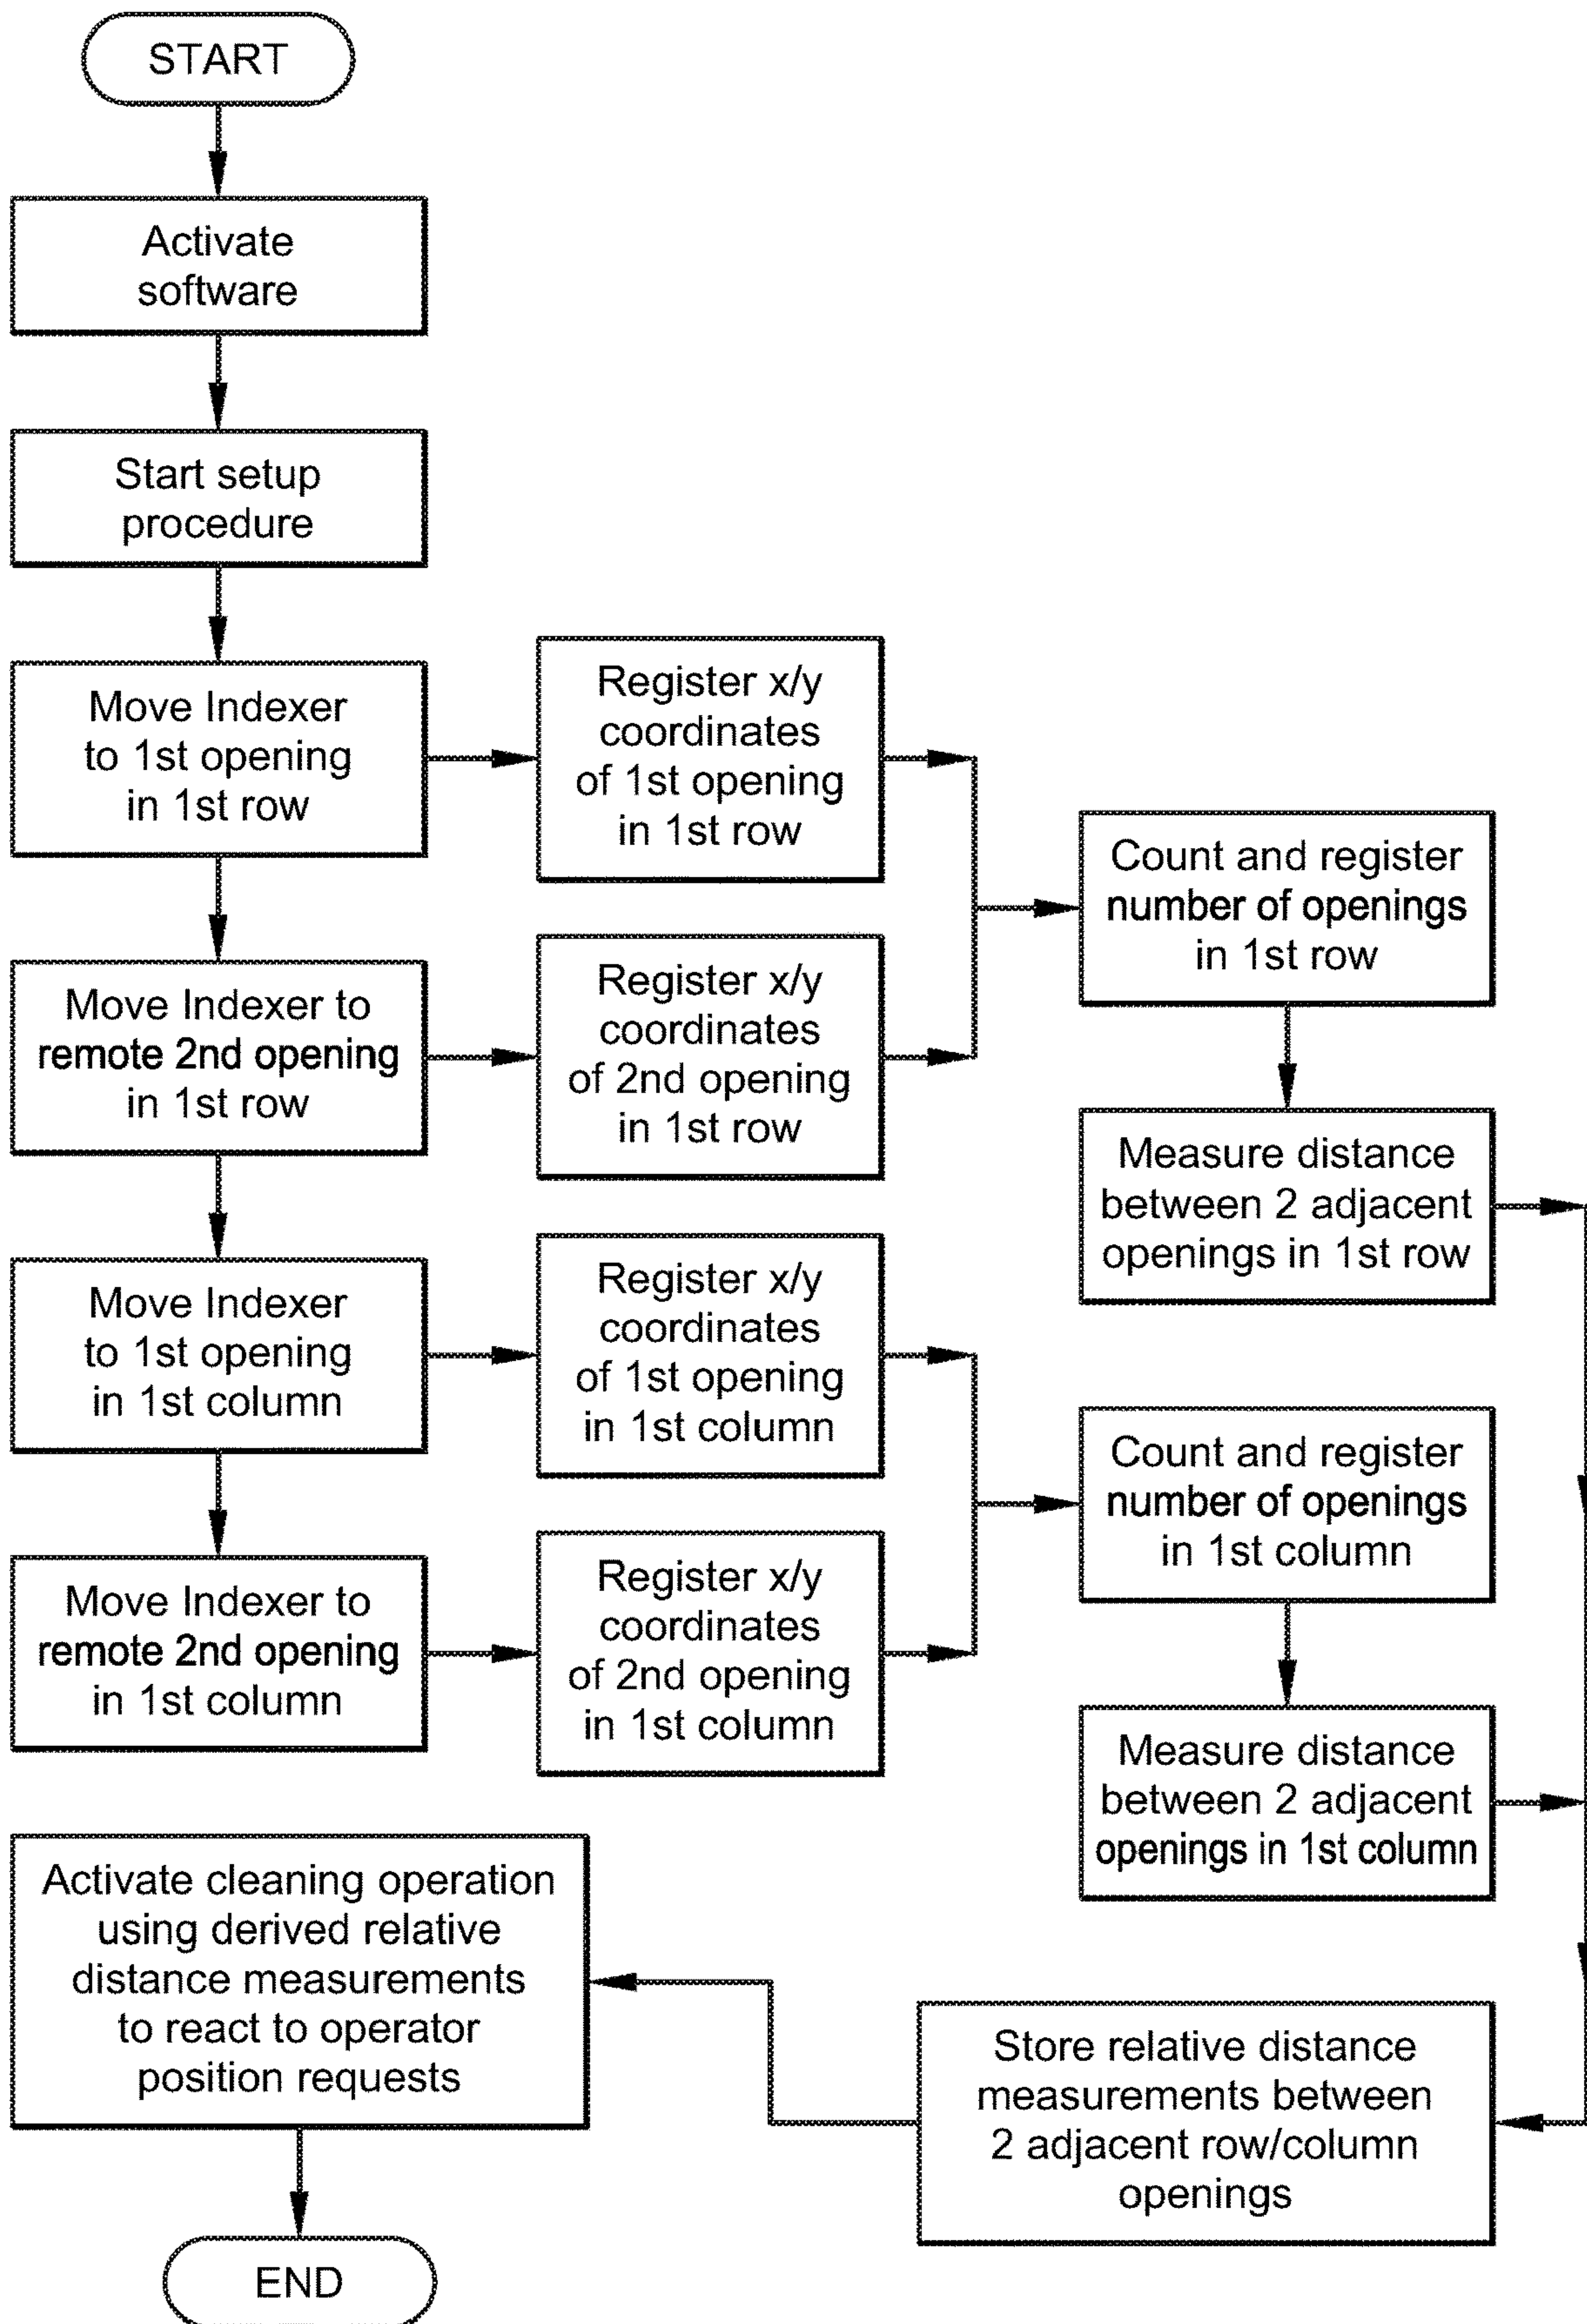 START
Activate
software
Start setup
procedure
Move Indexer
to 1st opening
in 1st row
Register x/y
coordinates
of 1st opening
in 1st row
Move Indexer to
remote 2nd opening
in 1st row
Register x/y
coordinates
of 2nd opening
in 1st row
Count and register
number of openings
in 1st row
Measure distance
between 2 adjacent
openings in 1st row
Move Indexer
to 1st opening
in 1st column
Register x/y
coordinates
of 1st opening
in 1st column
Move Indexer to
remote 2nd opening
in 1st column
Register x/y
coordinates
of 2nd opening
in 1st column
Count and register
number of openings
in 1st column
Measure distance
between 2 adjacent
openings in 1st column
Store relative distance
measurements between
2 adjacent row/column
openings
Activate cleaning operation
using derived relative
distance measurements
to react to operator
position requests
END